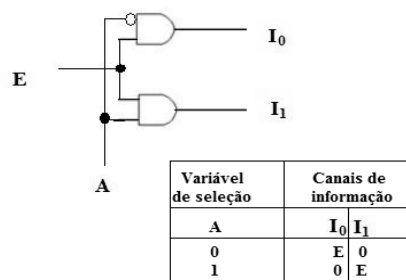 I0
E
I1
A
Variável de seleção
Canais de informação
A I0 I1
0 E 0
1 0 E